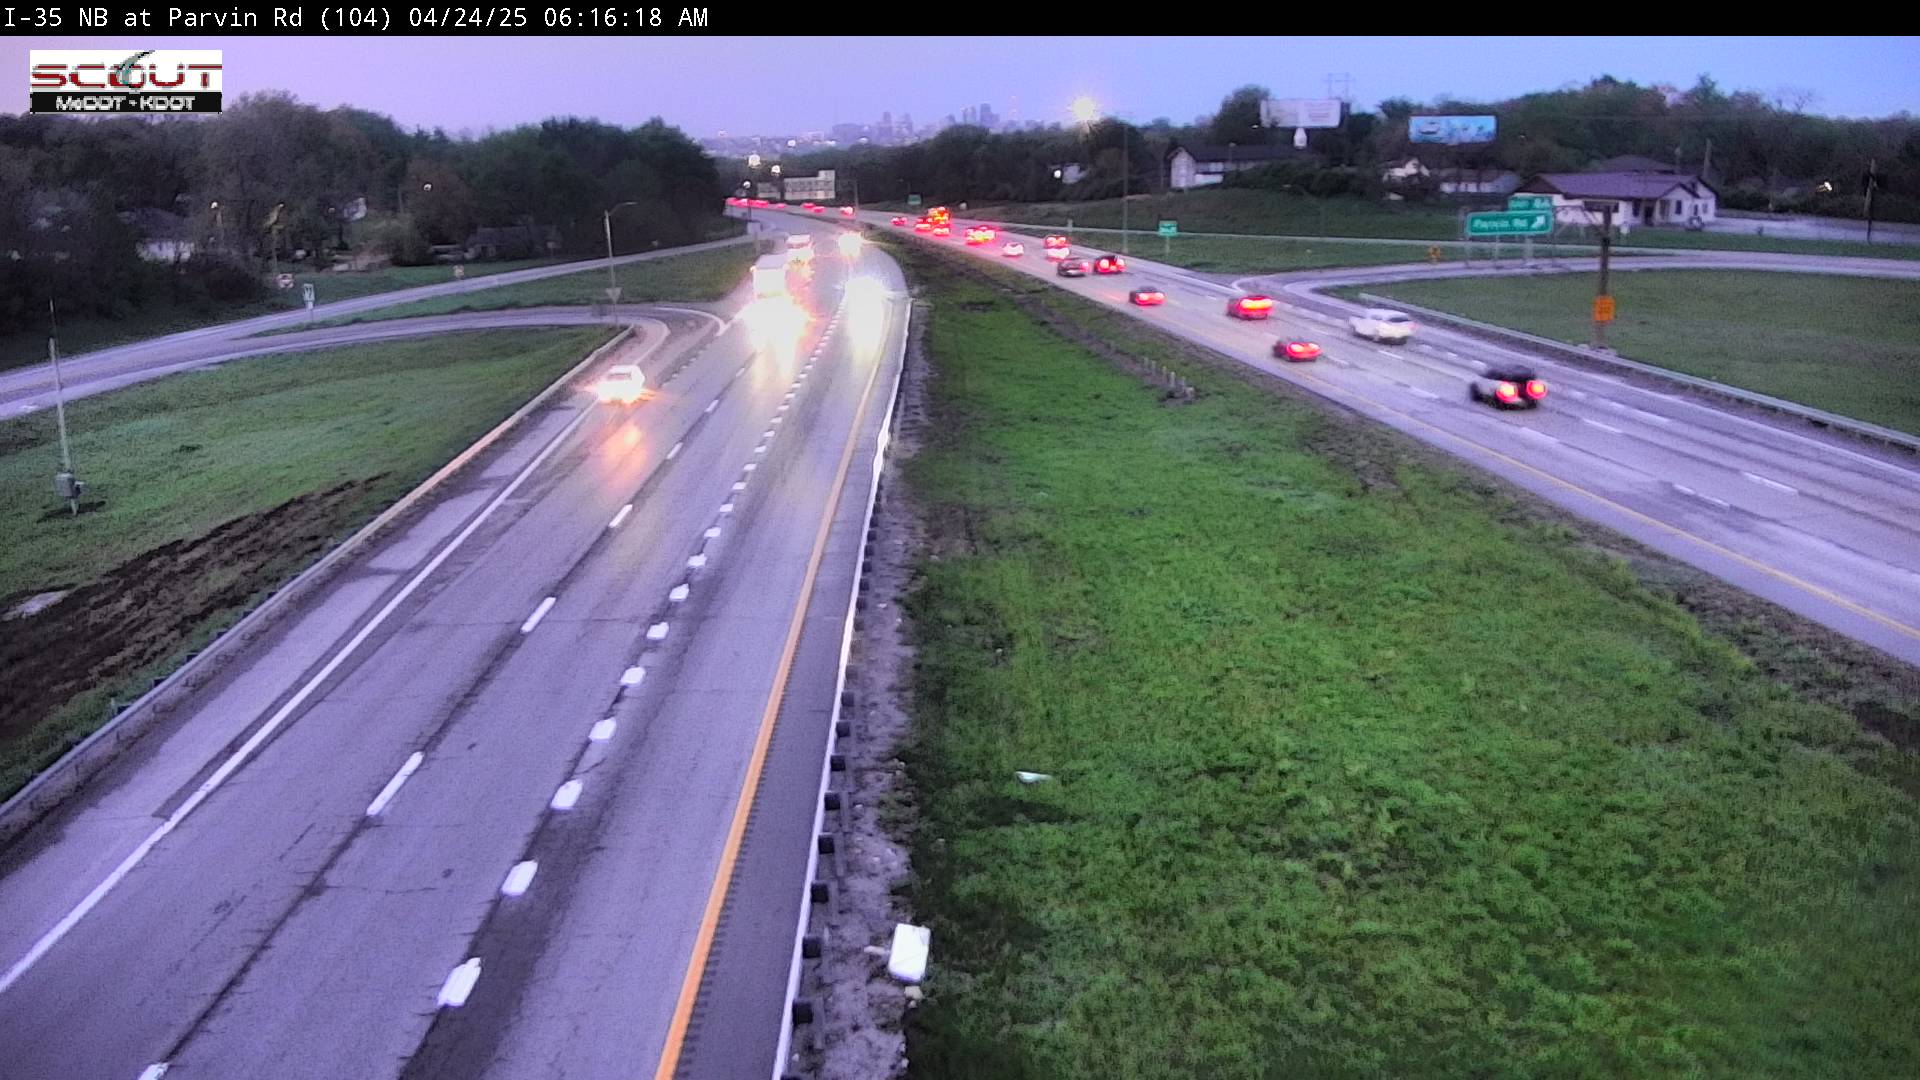 I-35 NB at Parvin Rd (104) 04/24/25 06:16:18 AM
SCOUT
MoDOT - KDOT
Parvin Rd